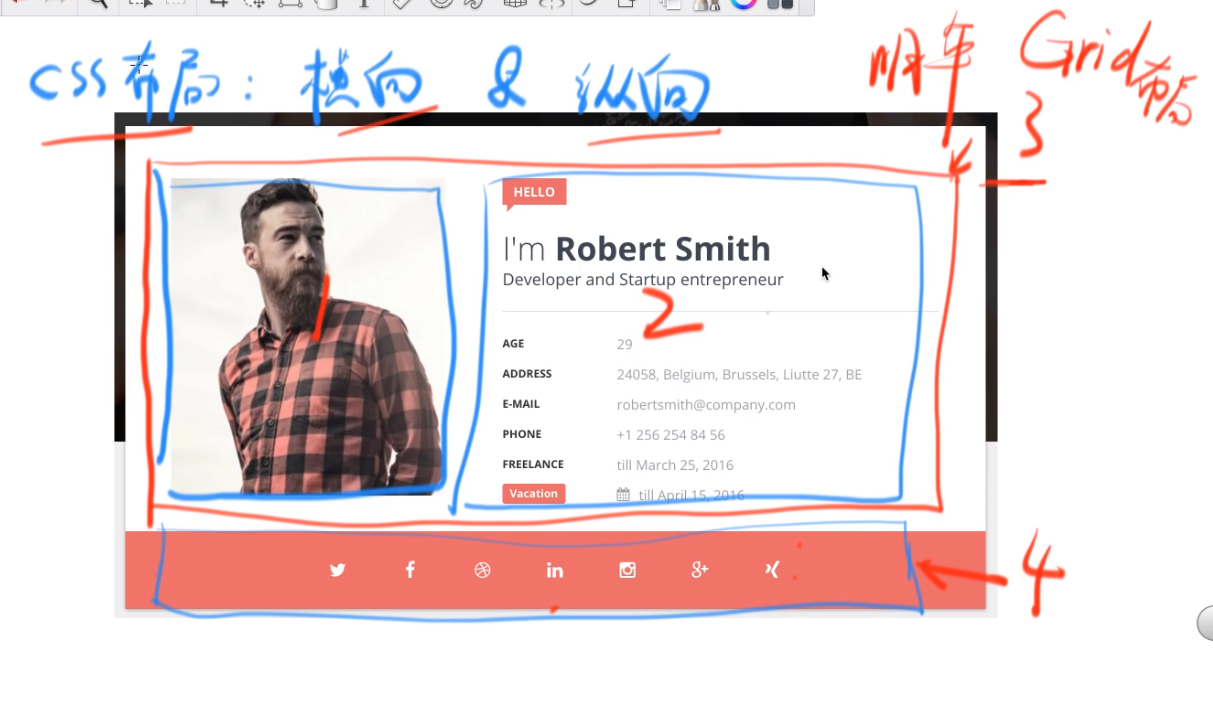 css布局：横向 & 纵向
明年 Grid布局
3
HELLO
I'm Robert Smith
Developer and Startup entrepreneur
1
2
AGE 29
ADDRESS 24058, Belgium, Brussels, Liutte 27, BE
E-MAIL robertsmith@company.com
PHONE +1 256 254 84 56
FREELANCE till March 25, 2016
Vacation till April 15, 2016
4